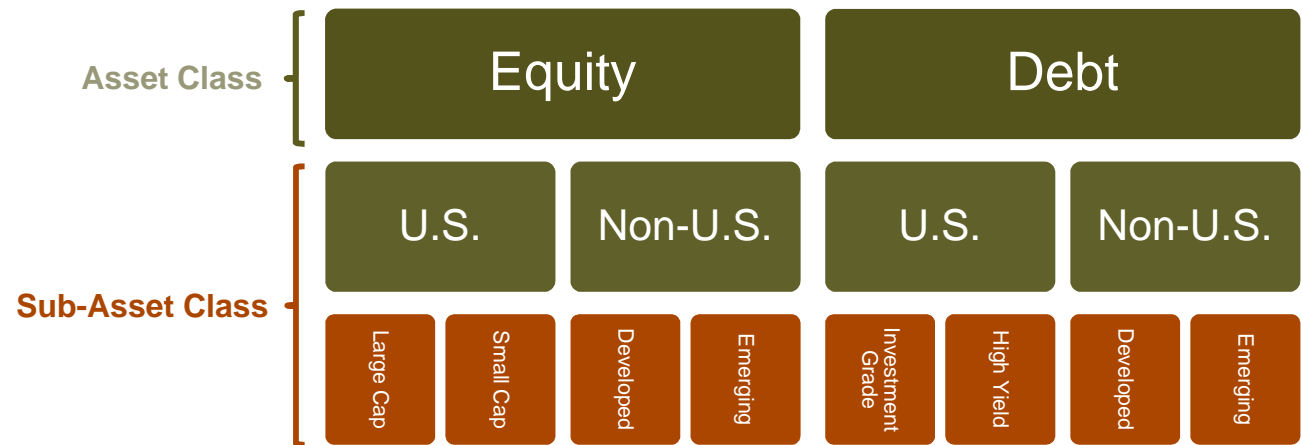 Asset Class
Equity
Debt
Sub-Asset Class
U.S.
Non-U.S.
U.S.
Non-U.S.
Large Cap
Small Cap
Developed
Emerging
Investment
Grade
High Yield
Developed
Emerging